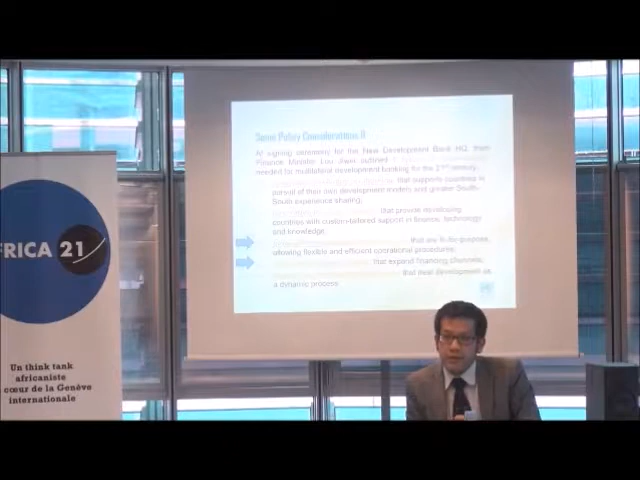 Some Policy Considerations II
At signing ceremony for the New Development Bank HQ, then
Finance Minister Lou Jiwei outlined
needed for multilateral development banking for the 21st century.
that supports countries in
pursuit of their own development models and greater South-
South experience sharing,
that provide developing
countries with custom-tailored support in finance, technology
and knowledge
that are fit-for-purpose,
allowing flexible and efficient operational procedures,
that expand financing channels,
that treat development as
a dynamic process
FRICA 21
Un think tank
africaniste
cœur de la Genève
internationale